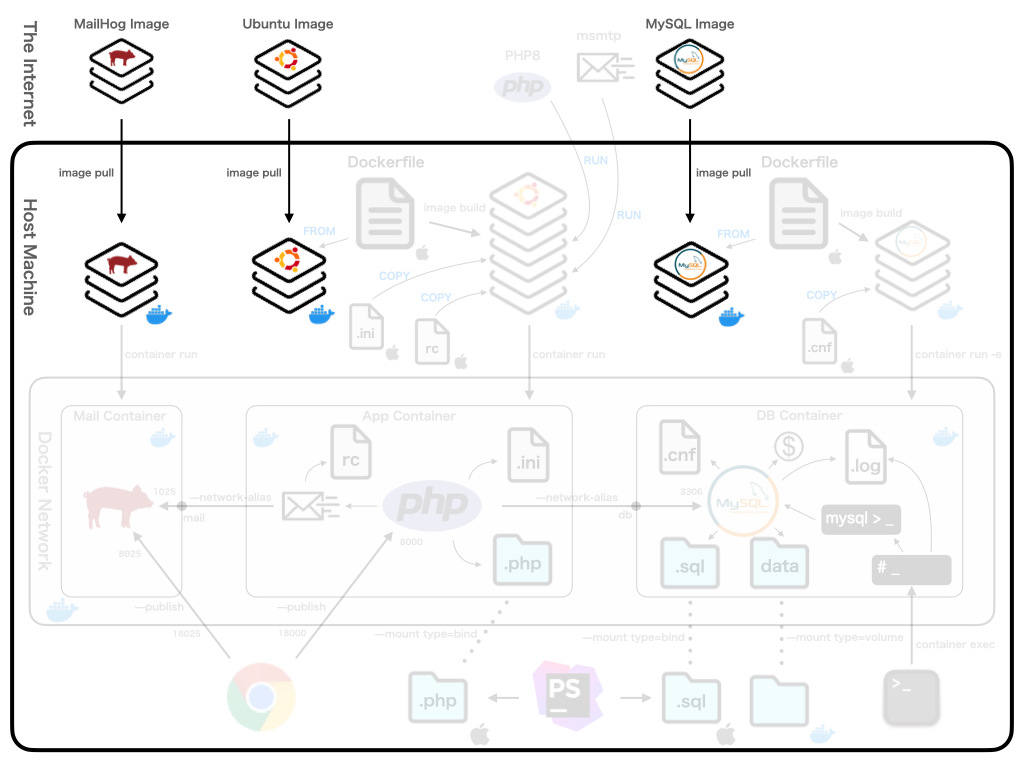 MailHog Image
Ubuntu Image
MySQL Image
The Internet
msmtp
PHP8
php
MySQL
image pull
image pull
image pull
Dockerfile
Dockerfile
RUN
RUN
Host Machine
image build
image build
FROM
FROM
MySQL
MySQL
COPY
COPY
COPY
.ini
rc
.cnf
container run
container run
container run -e
Docker Network
Mail Container
App Container
DB Container
rc
.ini
.cnf
$
.log
1025
—network-alias
mail
php
8000
—network-alias
db
3306
MySQL
mysql > _
8025
.php
.sql
data
# _
—publish
—publish
18025
18000
—mount type=bind
—mount type=bind
—mount type=volume
container exec
.php
PS
.sql
>_